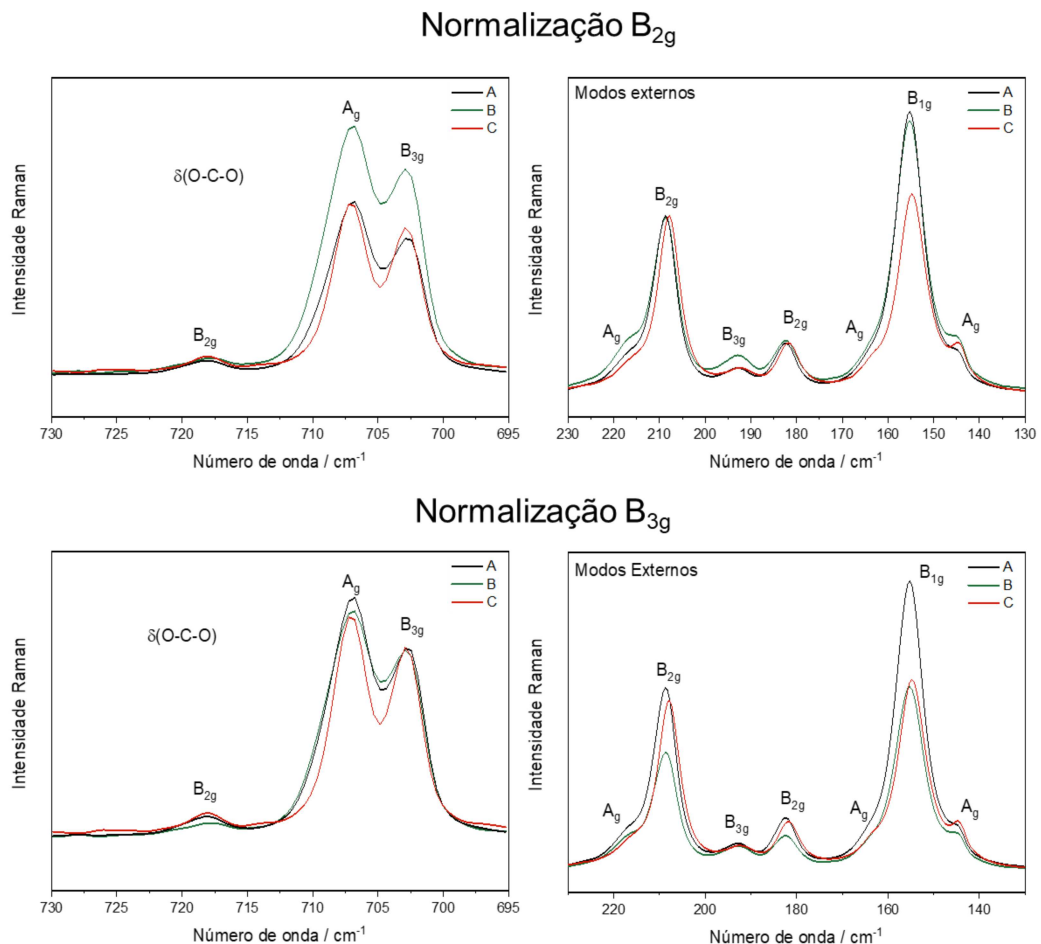 Normalização B2g
Intensidade Raman
δ(O-C-O)
Ag
B3g
B2g
A
B
C
730 725 720 715 710 705 700 695
Número de onda / cm-1
Intensidade Raman
Modos externos
A
B
C
Ag
B2g
B3g
B2g
Ag
B1g
Ag
230 220 210 200 190 180 170 160 150 140 130
Número de onda / cm-1
Normalização B3g
Intensidade Raman
δ(O-C-O)
Ag
B3g
B2g
A
B
C
730 725 720 715 710 705 700 695
Número de onda / cm-1
Intensidade Raman
Modos Externos
A
B
C
Ag
B2g
B3g
B2g
Ag
B1g
Ag
220 200 180 160 140
Número de onda / cm-1